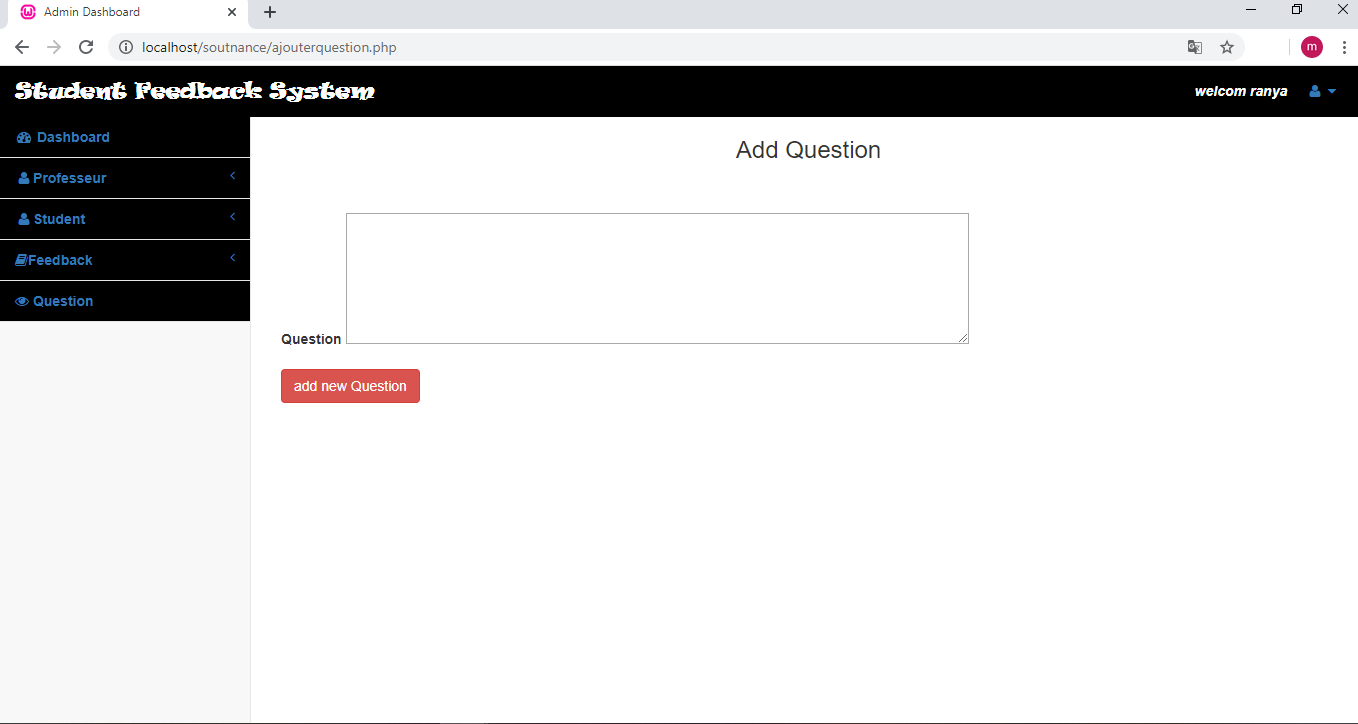 Admin Dashboard
localhost/soutnance/ajouterquestion.php
m
Student Feedback System
welcom ranya
Dashboard
Professeur
Student
Feedback
Question
Add Question
Question
add new Question